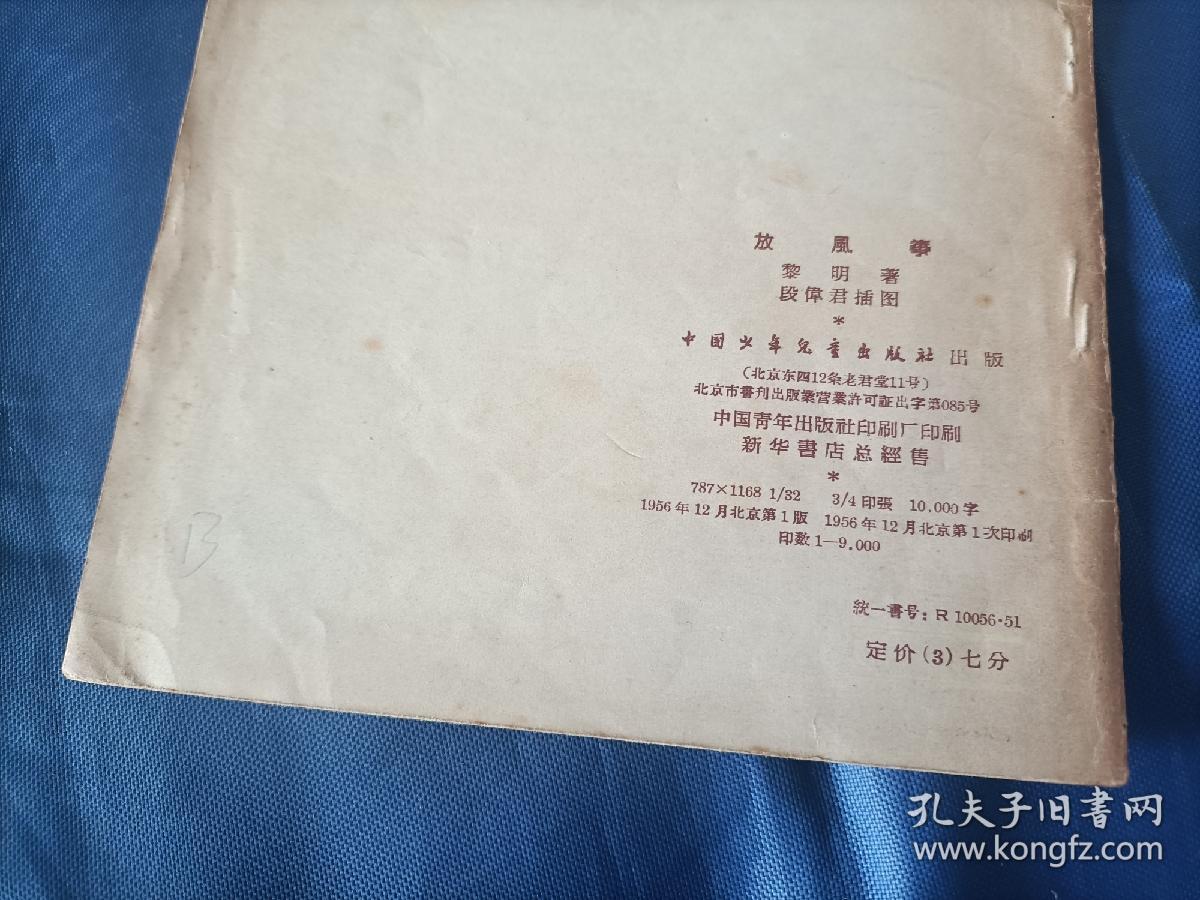 放風箏
黎明著
段偉君插图
*
中国少年兒童出版社出版
(北京东四12条老君堂11号)
北京市書刊出版業营業許可証出字第085号
中国青年出版社印刷厂印刷
新华書店总經售
*
787×1168 1/32 3/4印張 10.000字
1956年12月北京第1版 1956年12月北京第1次印刷
印数1—9.000
統一書号:R 10056·51
定价(3)七分
13
孔夫子旧书网
www.kongfz.com